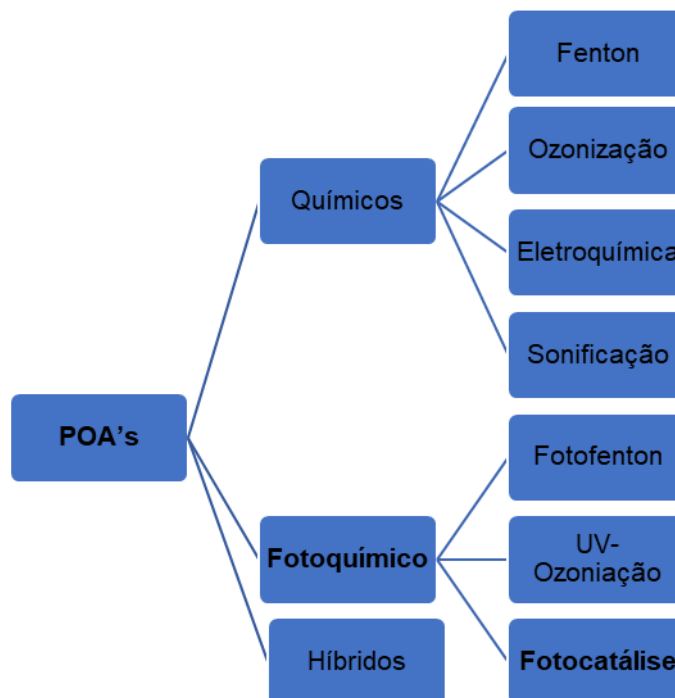 Fenton
Ozonização
Químicos
Eletroquímica
Sonificação
POA's
Fotofenton
Fotoquímico
UV-
Ozoniação
Híbridos
Fotocatálise